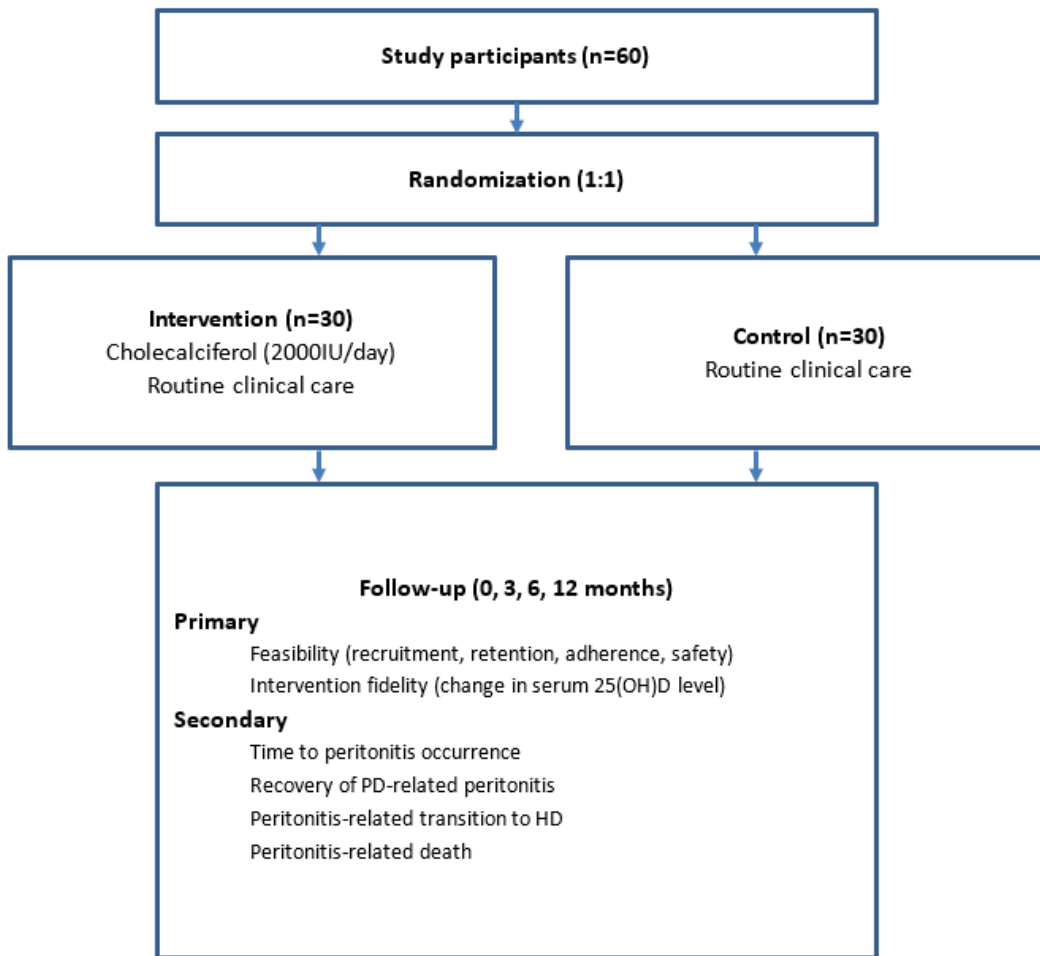 Study participants (n=60)
Randomization (1:1)
Intervention (n=30)
Cholecalciferol (2000IU/day)
Routine clinical care
Control (n=30)
Routine clinical care
Follow-up (0, 3, 6, 12 months)
Primary
Feasibility (recruitment, retention, adherence, safety)
Intervention fidelity (change in serum 25(OH)D level)
Secondary
Time to peritonitis occurrence
Recovery of PD-related peritonitis
Peritonitis-related transition to HD
Peritonitis-related death